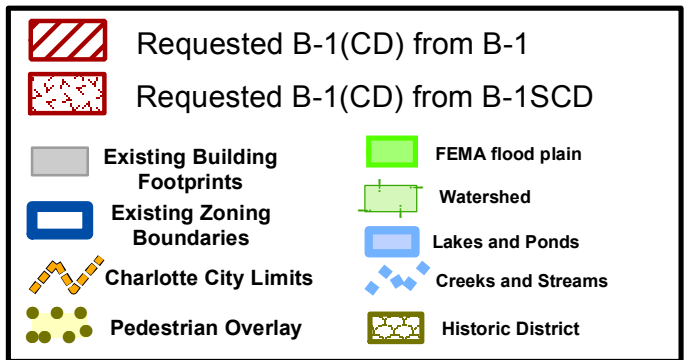 Requested B-1(CD) from B-1
Requested B-1(CD) from B-1SCD
Existing Building
Footprints
Existing Zoning
Boundaries
Charlotte City Limits
Pedestrian Overlay
FEMA flood plain
Watershed
Lakes and Ponds
Creeks and Streams
Historic District